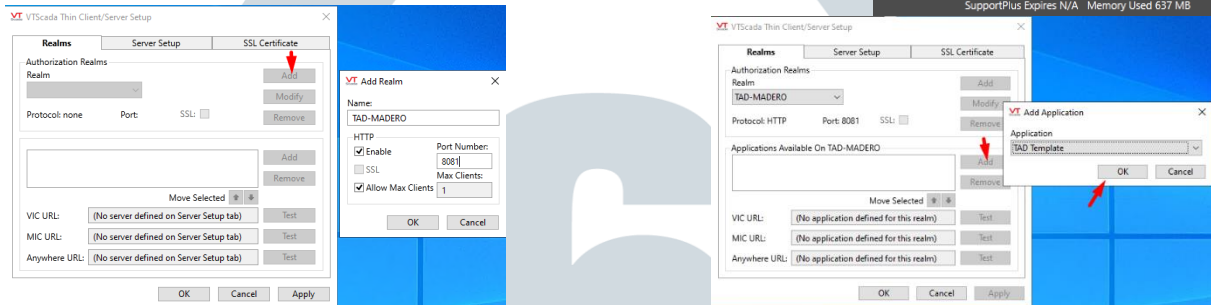 SupportPlus Expires N/A Memory Used 637 MB
VT VTScada Thin Client/Server Setup
Realms Server Setup SSL Certificate
Authorization Realms
Realm
Add
Modify
Protocol: none Port: SSL:
Remove
Add
Remove
Move Selected
VIC URL: (No server defined on Server Setup tab) Test
MIC URL: (No server defined on Server Setup tab) Test
Anywhere URL: (No server defined on Server Setup tab) Test
OK Cancel Apply
VT Add Realm
Name:
TAD-MADERO
HTTP
Enable Port Number:
SSL 8081
Max Clients:
Allow Max Clients 1
OK Cancel
VT VTScada Thin Client/Server Setup
Realms Server Setup SSL Certificate
Authorization Realms
Realm
Add
TAD-MADERO
Modify
Protocol: HTTP Port: 8081 SSL:
Remove
Applications Available On TAD-MADERO
Add
Remove
Move Selected
VIC URL: (No application defined for this realm) Test
MIC URL: (No application defined for this realm) Test
Anywhere URL: (No application defined for this realm) Test
OK Cancel Apply
VT Add Application
Application
TAD Template
OK Cancel